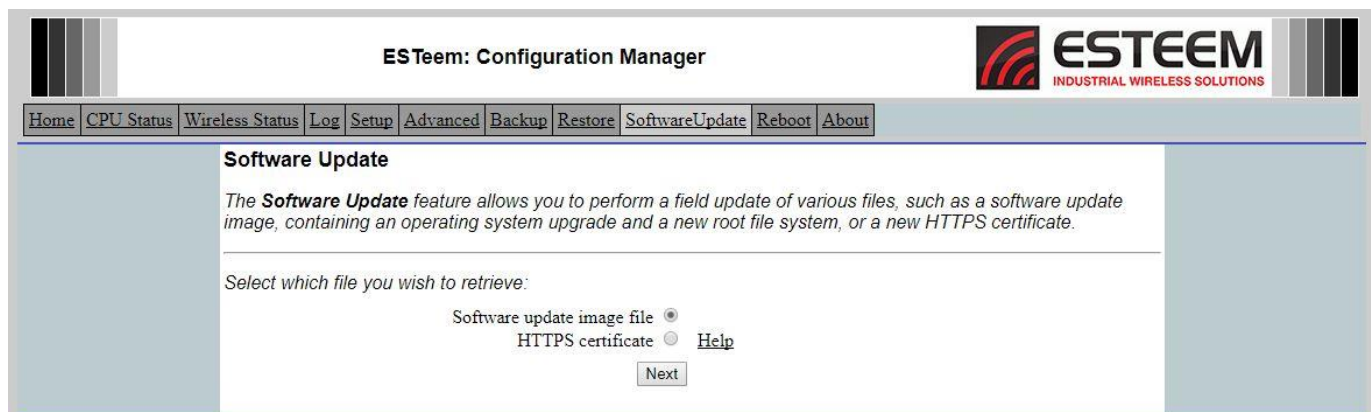 ESTeem: Configuration Manager
ESTEEM
INDUSTRIAL WIRELESS SOLUTIONS
Home CPU Status Wireless Status Log Setup Advanced Backup Restore SoftwareUpdate Reboot About
Software Update
The Software Update feature allows you to perform a field update of various files, such as a software update
image, containing an operating system upgrade and a new root file system, or a new HTTPS certificate.
Select which file you wish to retrieve:
Software update image file
HTTPS certificate Help
Next